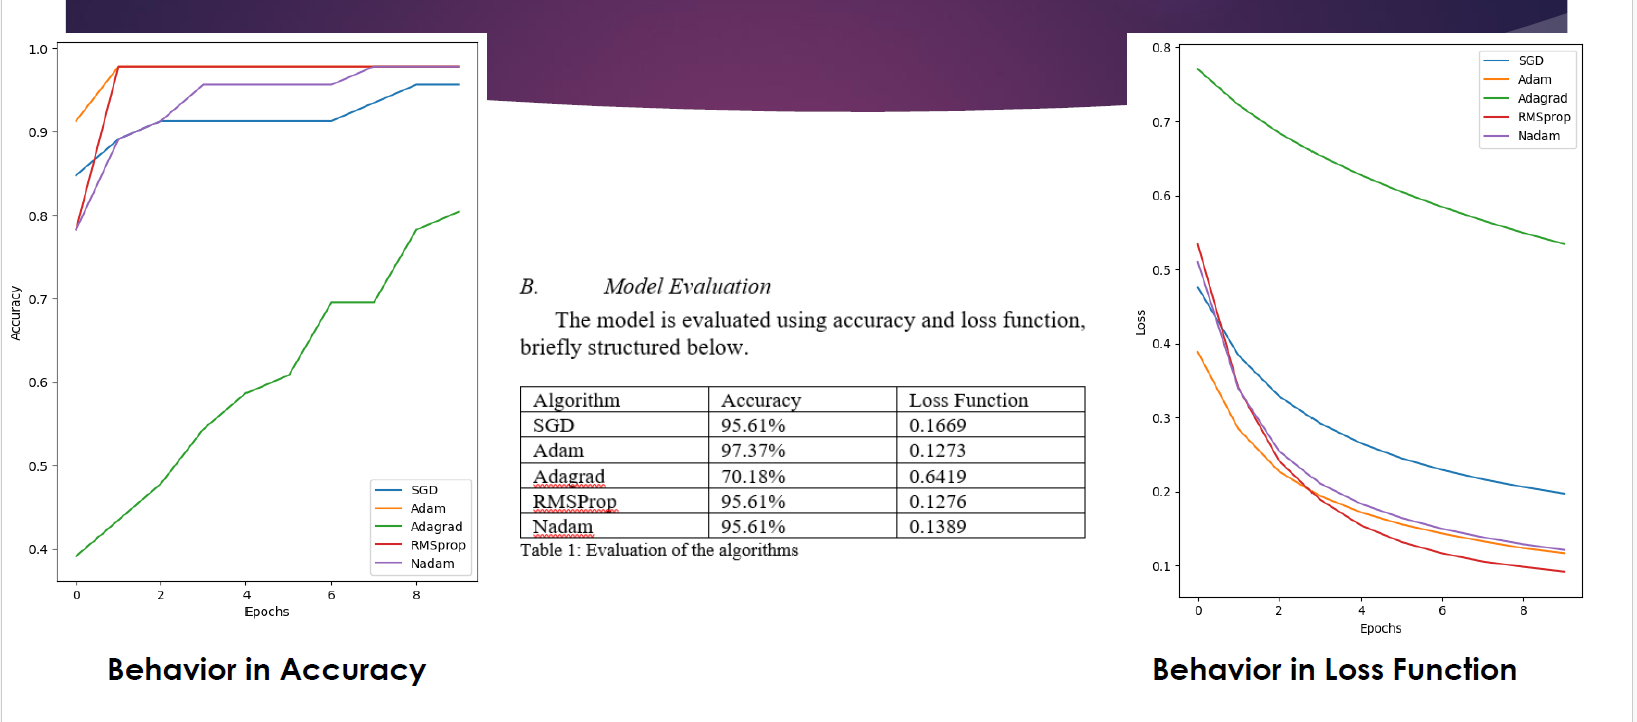 1.0
0.9
0.8
0.7
0.6
0.5
0.4
Accuracy
SGD
Adam
Adagrad
RMSprop
Nadam
0 2 4 6 8
Epochs
Behavior in Accuracy
B. Model Evaluation
The model is evaluated using accuracy and loss function,
briefly structured below.
Algorithm Accuracy Loss Function
SGD 95.61% 0.1669
Adam 97.37% 0.1273
Adagrad 70.18% 0.6419
RMSProp 95.61% 0.1276
Nadam 95.61% 0.1389
Table 1: Evaluation of the algorithms
0.8
0.7
0.6
0.5
0.4
0.3
0.2
0.1
Loss
SGD
Adam
Adagrad
RMSprop
Nadam
0 2 4 6 8
Epochs
Behavior in Loss Function